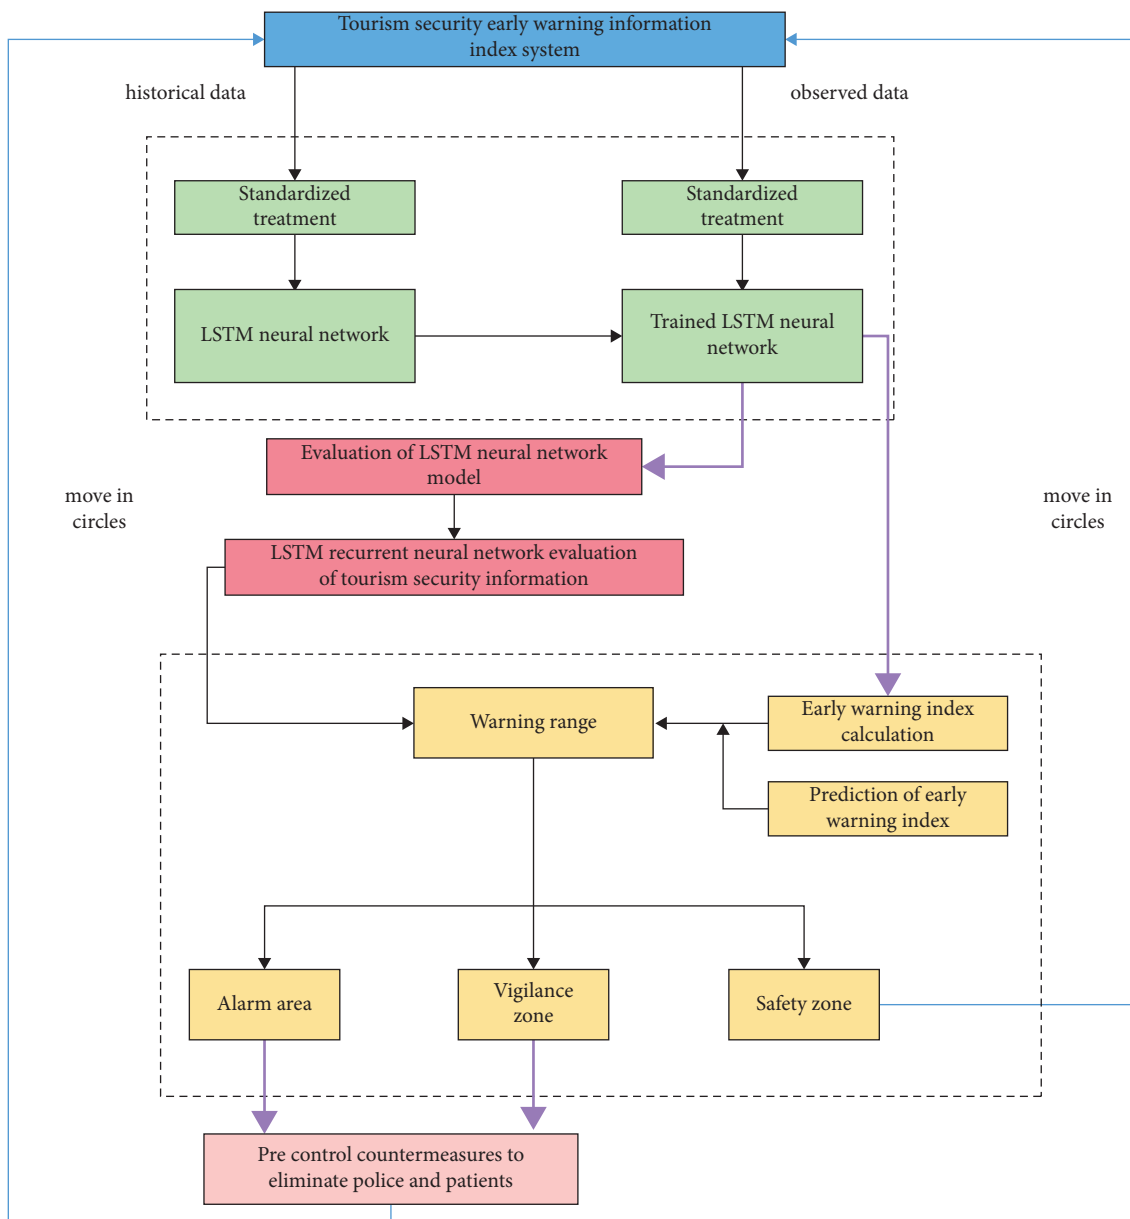 Tourism security early warning information
index system
historical data
observed data
Standardized
treatment
Standardized
treatment
LSTM neural network
Trained LSTM neural
network
Evaluation of LSTM neural network
model
move in
circles
move in
circles
LSTM recurrent neural network evaluation
of tourism security information
Warning range
Early warning index
calculation
Prediction of early
warning index
Alarm area
Vigilance
zone
Safety zone
Pre control countermeasures to
eliminate police and patients